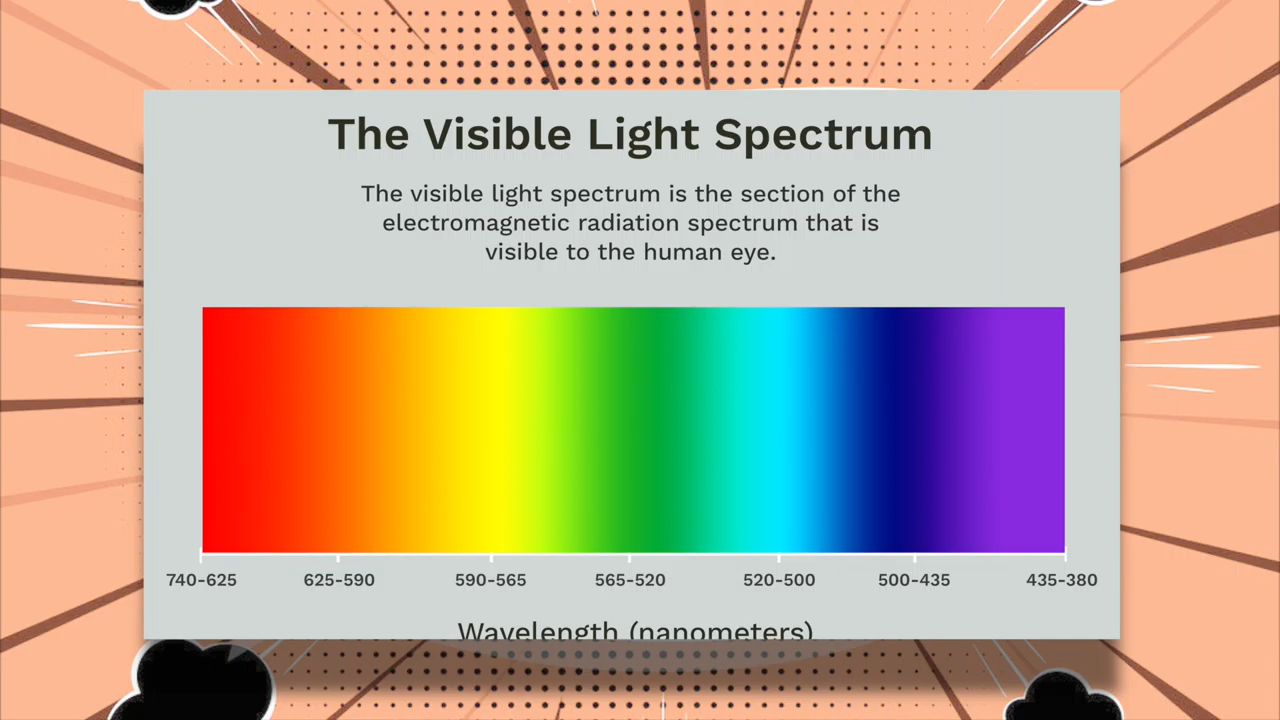 The Visible Light Spectrum
The visible light spectrum is the section of the
electromagnetic radiation spectrum that is
visible to the human eye.
740-625 625-590 590-565 565-520 520-500 500-435 435-380
Wavelength (nanometers)